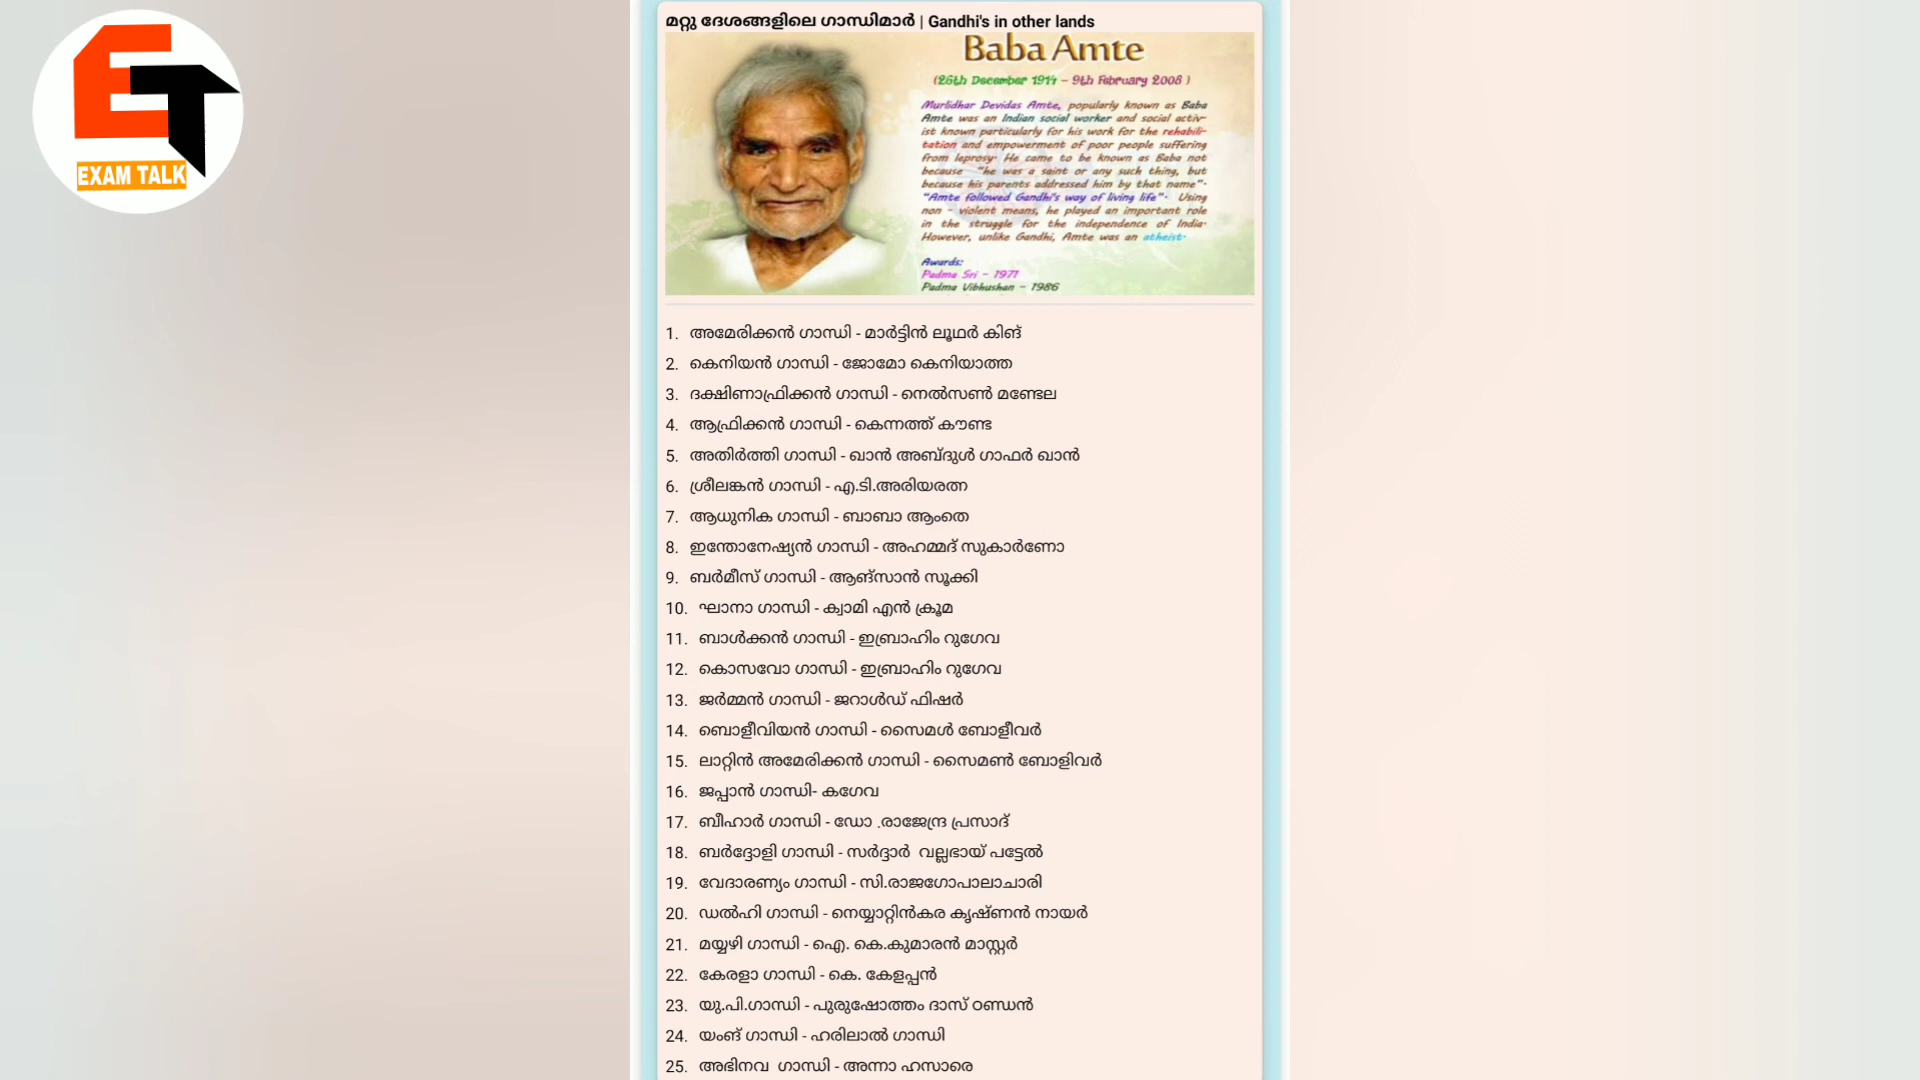 ET
EXAM TALK
മറ്റു ദേശങ്ങളിലെ ഗാന്ധിമാർ | Gandhi's in other lands
Baba Amte
(26th December 1914 - 9th February 2008 )
Murlidhar Devidas Amte, popularly known as Baba
Amte was an Indian social worker and social activ-
ist known particularly for his work for the rehabili-
tation and empowerment of poor people suffering
from leprosy. He came to be known as Baba not
because "he was a saint or any such thing, but
because his parents addressed him by that name".
"Amte followed Gandhi's way of living life". Using
non - violent means, he played an important role
in the struggle for the independence of India.
However, unlike Gandhi, Amte was an atheist.
Awards:
Padma Sri - 1971
Padma Vibhushan - 1986
1. അമേരിക്കൻ ഗാന്ധി - മാർട്ടിൻ ലൂഥർ കിങ്
2. കെനിയൻ ഗാന്ധി - ജോമോ കെനിയാത്ത
3. ദക്ഷിണാഫ്രിക്കൻ ഗാന്ധി - നെൽസൺ മണ്ടേല
4. ആഫ്രിക്കൻ ഗാന്ധി - കെന്നത്ത് കൗണ്ട
5. അതിർത്തി ഗാന്ധി - ഖാൻ അബ്ദുൾ ഗാഫർ ഖാൻ
6. ശ്രീലങ്കൻ ഗാന്ധി - എ.ടി.അരിയരത്ന
7. ആധുനിക ഗാന്ധി - ബാബാ ആംതെ
8. ഇന്തോനേഷ്യൻ ഗാന്ധി - അഹമ്മദ് സുകാർണോ
9. ബർമീസ് ഗാന്ധി - ആങ്സാൻ സൂക്കി
10. ഘാനാ ഗാന്ധി - ക്വാമി എൻ ക്രൂമ
11. ബാൾക്കൻ ഗാന്ധി - ഇബ്രാഹിം റുഗേവ
12. കൊസവോ ഗാന്ധി - ഇബ്രാഹിം റുഗേവ
13. ജർമ്മൻ ഗാന്ധി - ജറാൾഡ് ഫിഷർ
14. ബൊളീവിയൻ ഗാന്ധി - സൈമൾ ബോളീവർ
15. ലാറ്റിൻ അമേരിക്കൻ ഗാന്ധി - സൈമൺ ബോളിവർ
16. ജപ്പാൻ ഗാന്ധി- കഗേവ
17. ബീഹാർ ഗാന്ധി - ഡോ .രാജേന്ദ്ര പ്രസാദ്
18. ബർദ്ദോളി ഗാന്ധി - സർദ്ദാർ വല്ലഭായ് പട്ടേൽ
19. വേദാരണ്യം ഗാന്ധി - സി.രാജഗോപാലാചാരി
20. ഡൽഹി ഗാന്ധി - നെയ്യാറ്റിൻകര കൃഷ്ണൻ നായർ
21. മയ്യഴി ഗാന്ധി - ഐ. കെ.കുമാരൻ മാസ്റ്റർ
22. കേരളാ ഗാന്ധി - കെ. കേളപ്പൻ
23. യു.പി.ഗാന്ധി - പുരുഷോത്തം ദാസ് ഠണ്ഡൻ
24. യംങ് ഗാന്ധി - ഹരിലാൽ ഗാന്ധി
25. അഭിനവ ഗാന്ധി - അന്നാ ഹസാരെ